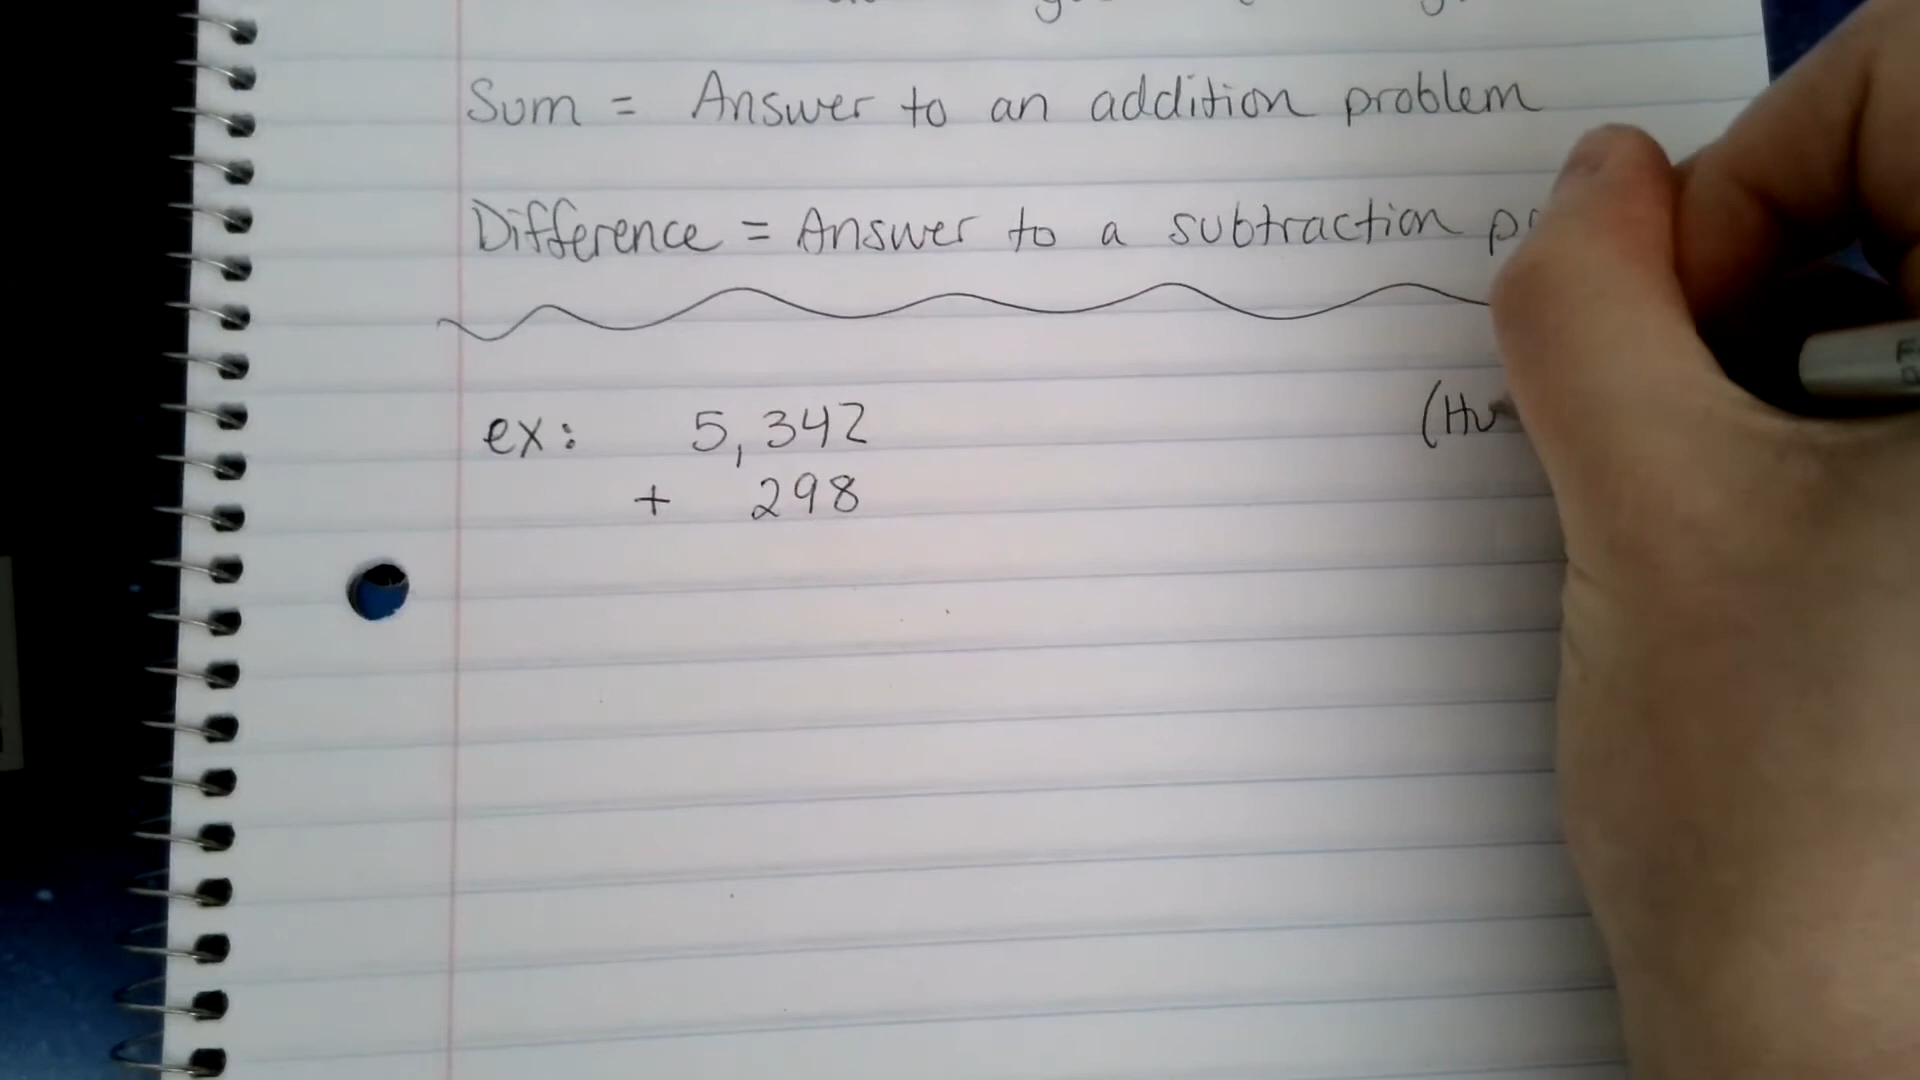 Sum = Answer to an addition problem
Difference = Answer to a subtraction
ex: 5,342
+ 298